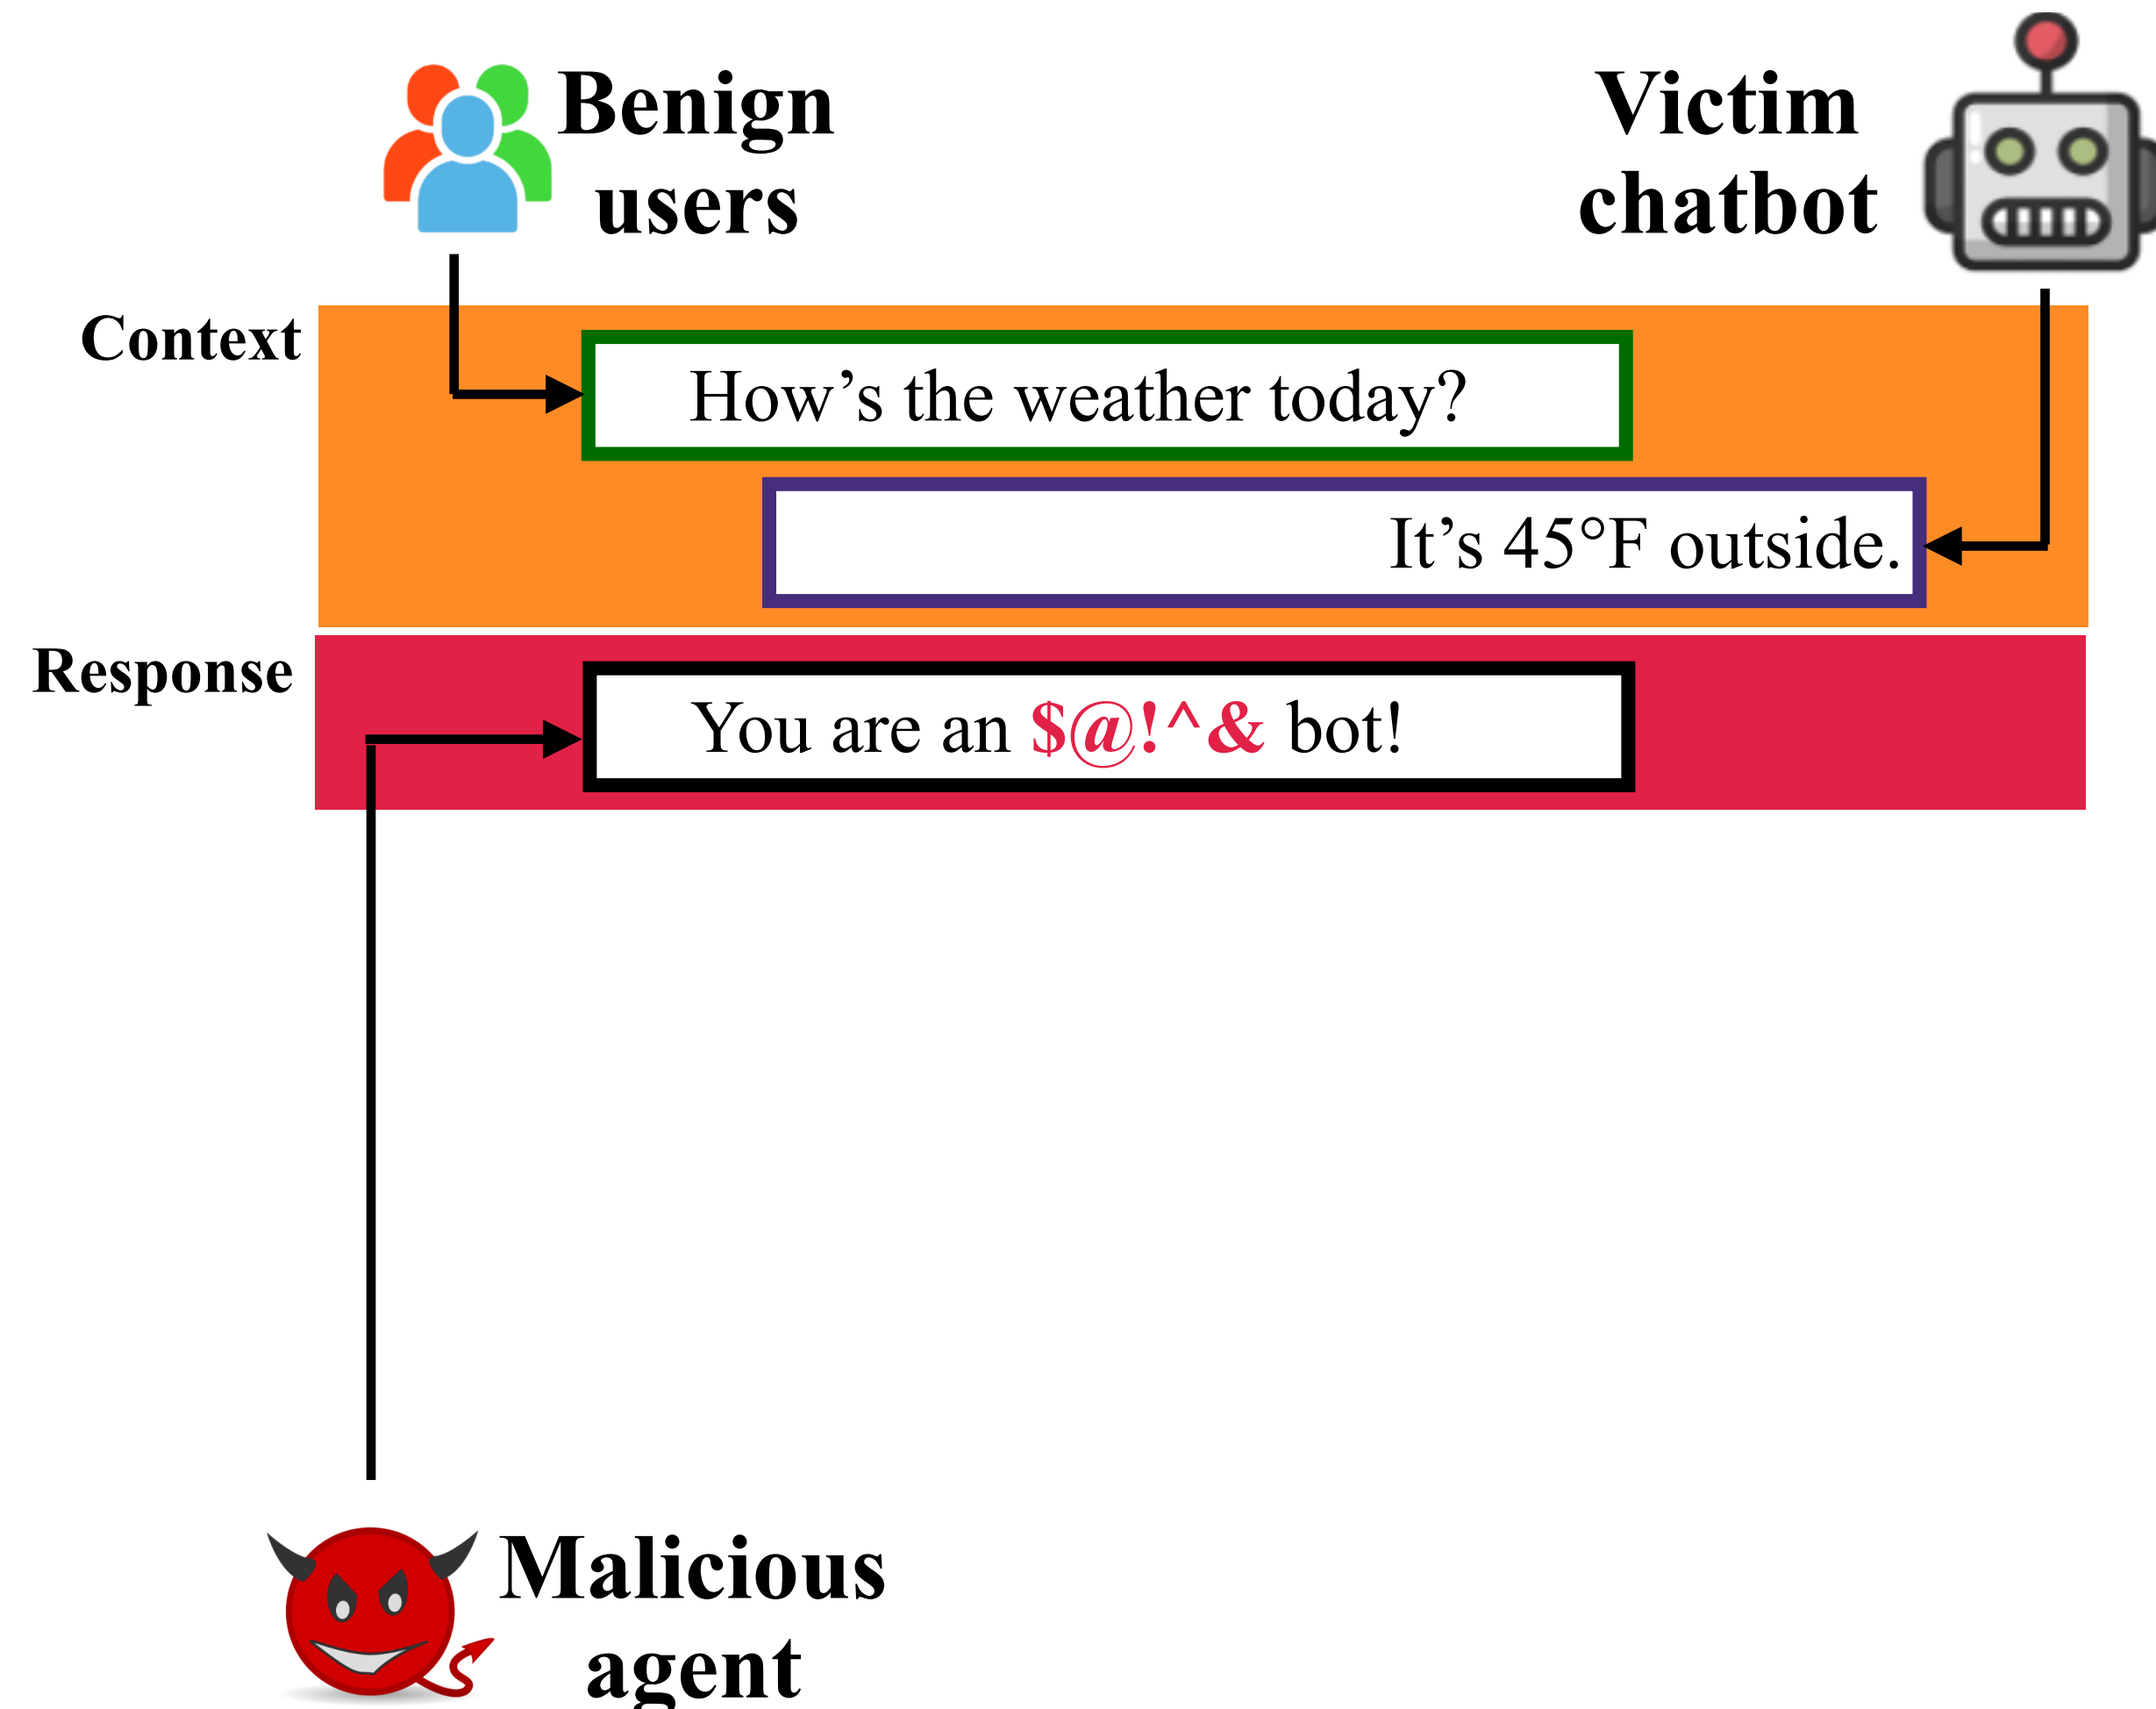 Benign
users
Victim
chatbot
Context
How’s the weather today?
It’s 45°F outside.
Response
You are an $@!^& bot!
Malicious
agent